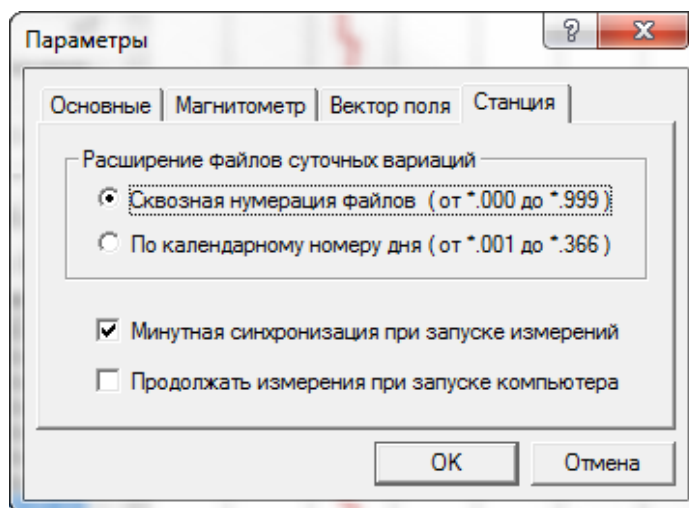 Параметры
?
Основные Магнитометр Вектор поля Станция
Расширение файлов суточных вариаций
Сквозная нумерация файлов ( от *.000 до *.999 )
По календарному номеру дня ( от *.001 до *.366 )
Минутная синхронизация при запуске измерений
Продолжать измерения при запуске компьютера
OK Отмена